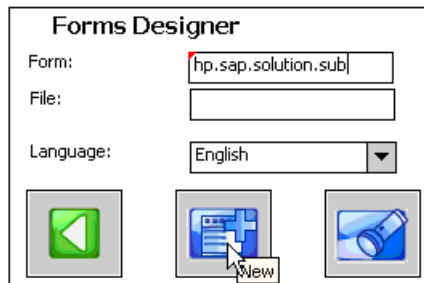 Forms Designer
Form:
hp.sap.solution.sub
File:
Language:
English
New